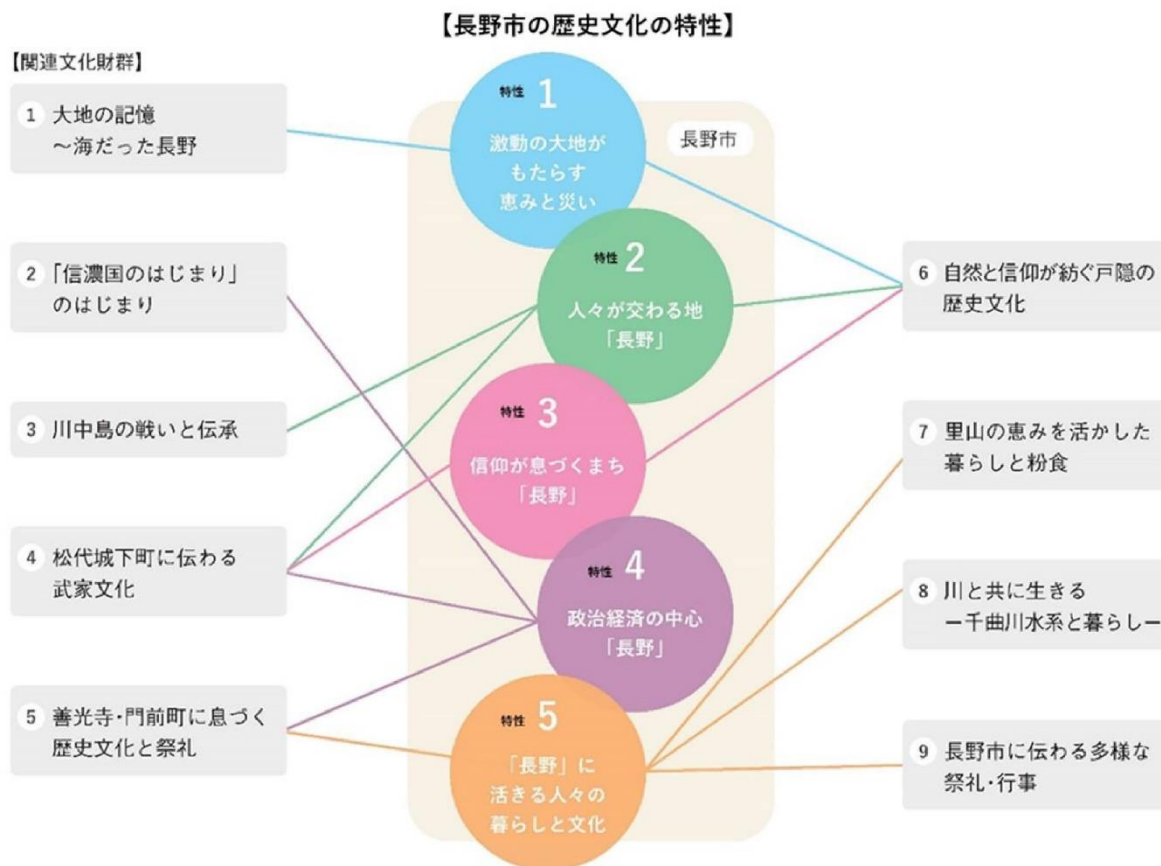 【長野市の歴史文化の特性】
【関連文化財群】
1 大地の記憶
～海だった長野
2 「信濃国のはじまり」
のはじまり
3 川中島の戦いと伝承
4 松代城下町に伝わる
武家文化
5 善光寺・門前町に息づく
歴史文化と祭礼
長野市
特性 1
激動の大地が
もたらす
恵みと災い
特性 2
人々が交わる地
「長野」
特性 3
信仰が息づくまち
「長野」
特性 4
政治経済の中心
「長野」
特性 5
「長野」に
活きる人々の
暮らしと文化
6 自然と信仰が紡ぐ戸隠の
歴史文化
7 里山の恵みを活かした
暮らしと粉食
8 川と共に生きる
ー千曲川水系と暮らしー
9 長野市に伝わる多様な
祭礼・行事